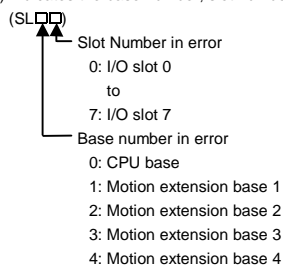 (SL□□)
Slot Number in error
0: I/O slot 0
to
7: I/O slot 7
Base number in error
0: CPU base
1: Motion extension base 1
2: Motion extension base 2
3: Motion extension base 3
4: Motion extension base 4